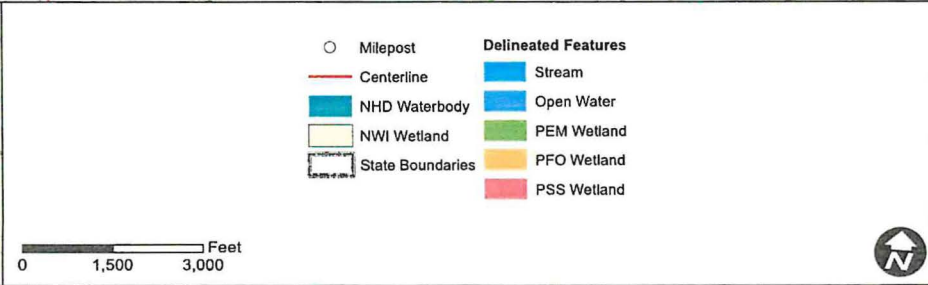 Milepost
Centerline
NHD Waterbody
NWI Wetland
State Boundaries
Delineated Features
Stream
Open Water
PEM Wetland
PFO Wetland
PSS Wetland
Feet
0 1,500 3,000
N